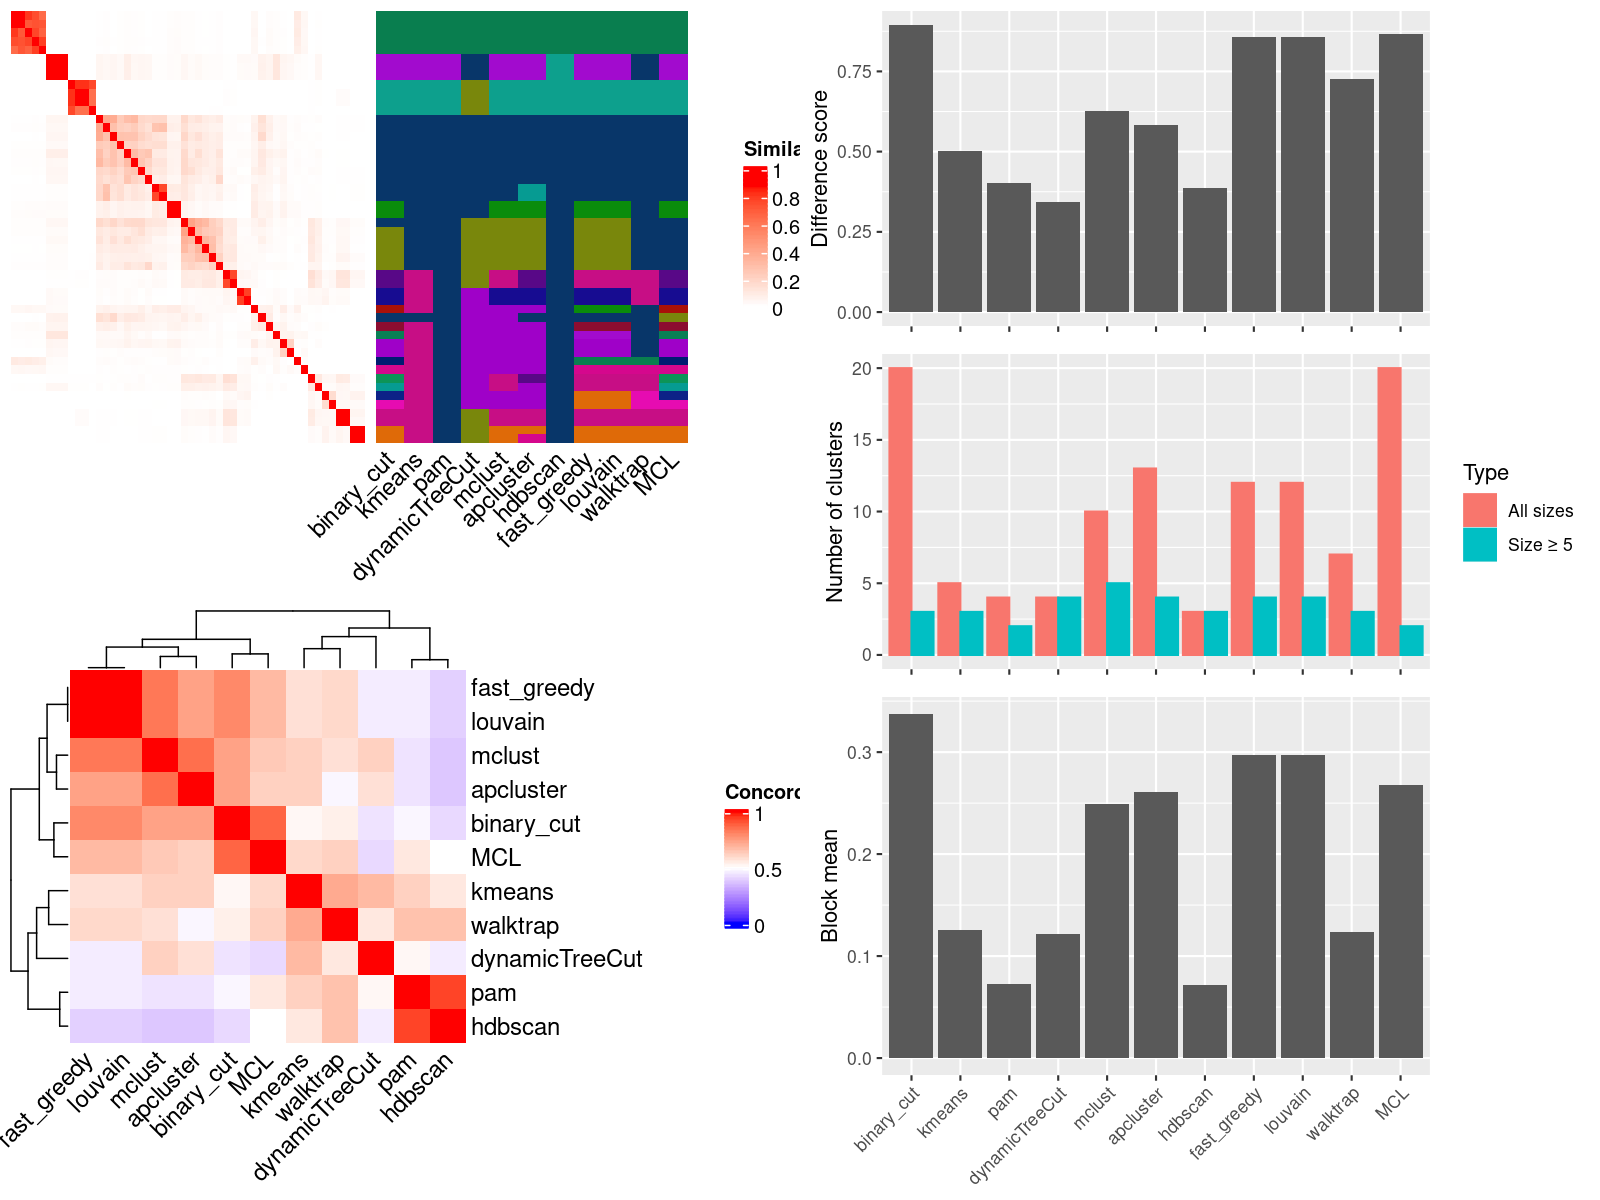 Simila
1
0.8
0.6
0.4
0.2
0
binary_cut
kmeans
pam
dynamicTreeCut
mclust
apcluster
hdbscan
fast_greedy
louvain
walktrap
MCL
fast_greedy
louvain
mclust
apcluster
binary_cut
MCL
kmeans
walktrap
dynamicTreeCut
pam
hdbscan
fast_greedy
louvain
mclust
apcluster
binary_cut
MCL
kmeans
walktrap
dynamicTreeCut
pam
hdbscan
Concord
1
0.5
0
Difference score
0.75
0.50
0.25
0.00
Number of clusters
20
15
10
5
0
Type
All sizes
Size ≥ 5
Block mean
0.3
0.2
0.1
0.0
binary_cut
kmeans
pam
dynamicTreeCut
mclust
apcluster
hdbscan
fast_greedy
louvain
walktrap
MCL